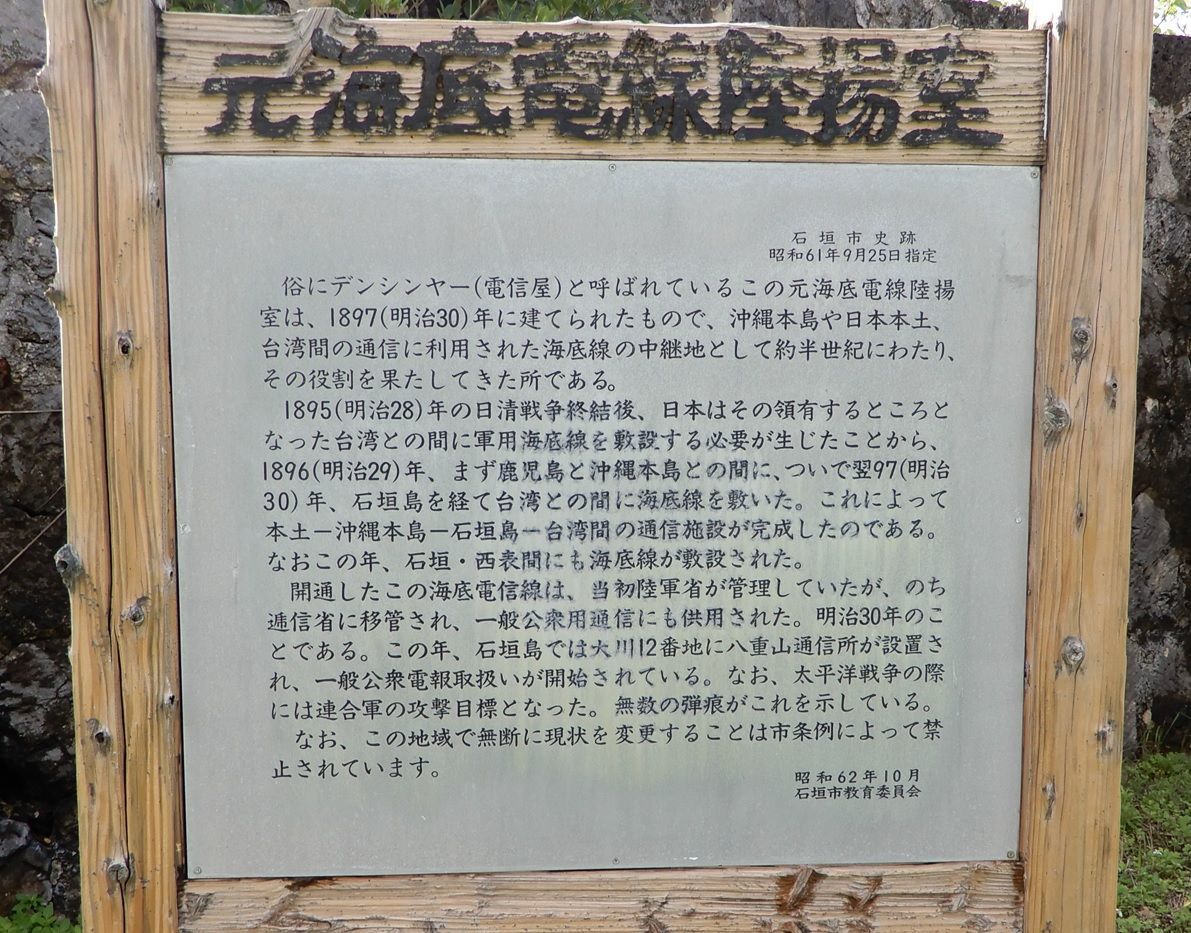 元海底電線陸揚室
石垣市史跡
昭和61年9月25日指定
俗にデンシンヤー(電信屋)と呼ばれているこの元海底電線陸揚
室は、1897(明治30)年に建てられたもので、沖縄本島や日本本土、
台湾間の通信に利用された海底線の中継地として約半世紀にわたり、
その役割を果たしてきた所である。
1895(明治28)年の日清戦争終結後、日本はその領有するところと
なった台湾との間に軍用海底線を敷設する必要が生じたことから、
1896(明治29)年、まず鹿児島と沖縄本島との間に、ついで翌97(明治
30)年、石垣島を経て台湾との間に海底線を敷いた。これによって
本土－沖縄本島－石垣島－台湾間の通信施設が完成したのである。
なおこの年、石垣・西表間にも海底線が敷設された。
開通したこの海底電信線は、当初陸軍省が管理していたが、のち
逓信省に移管され、一般公衆用通信にも供用された。明治30年のこ
とである。この年、石垣島では大川12番地に八重山通信所が設置さ
れ、一般公衆電報取扱いが開始されている。なお、太平洋戦争の際
には連合軍の攻撃目標となった。無数の弾痕がこれを示している。
なお、この地域で無断に現状を変更することは市条例によって禁
止されています。
昭和62年10月
石垣市教育委員会